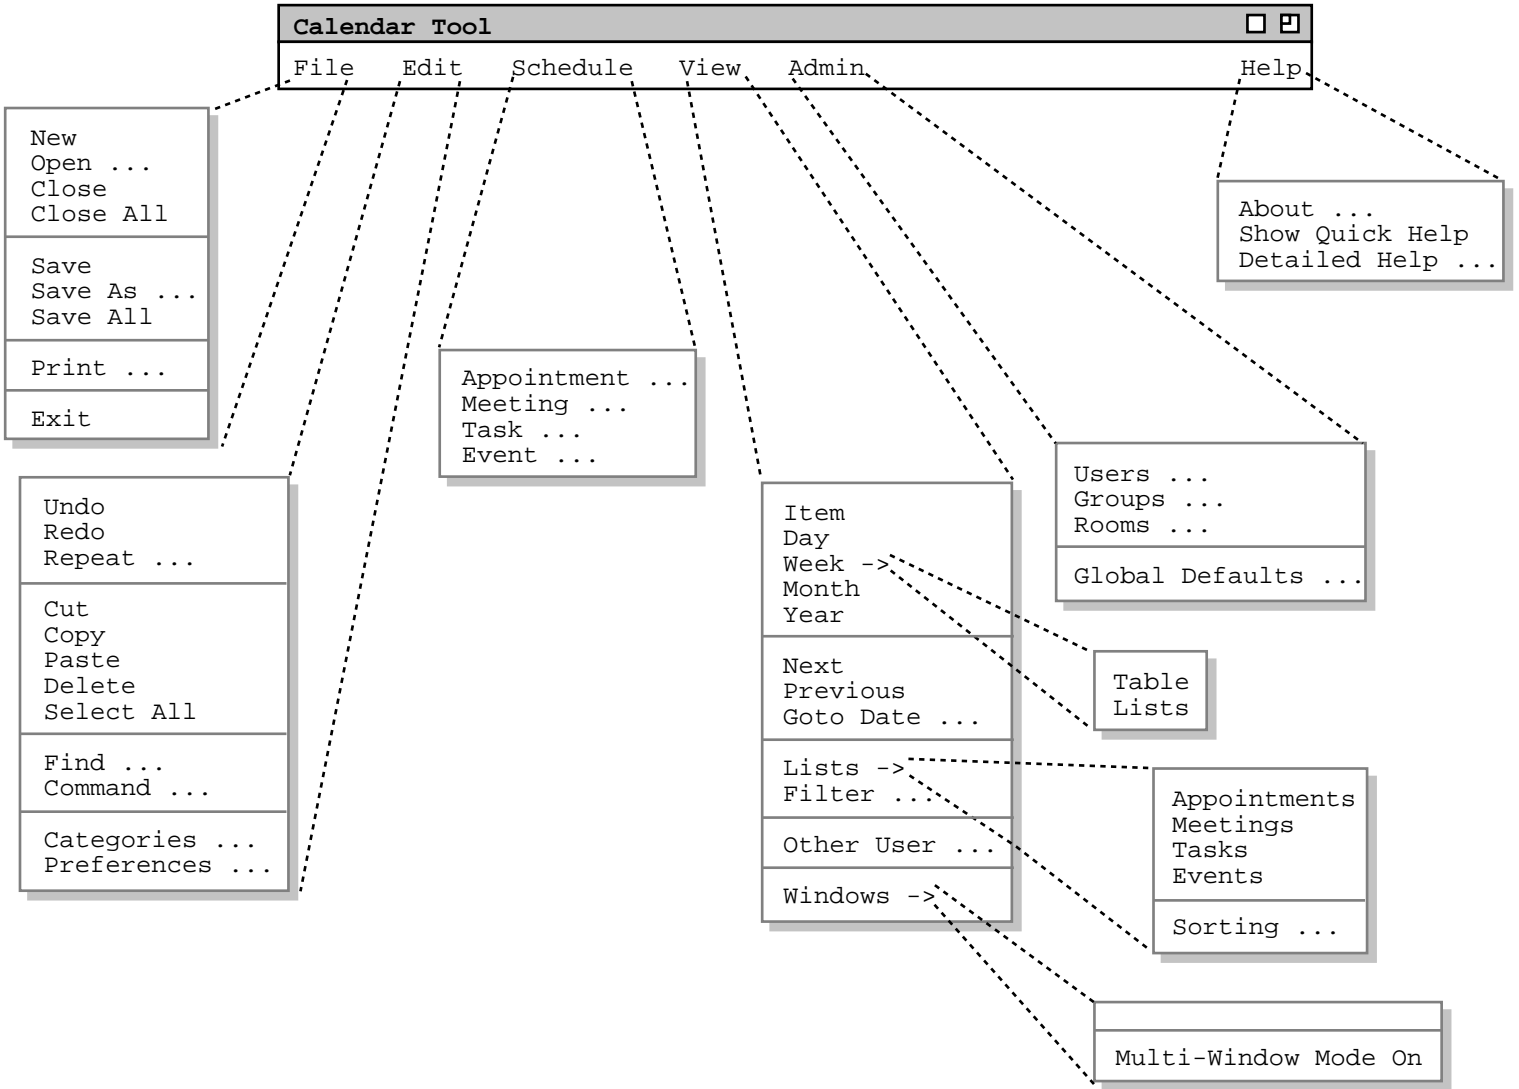 Calendar Tool
File Edit Schedule View Admin Help
New
Open ...
Close
Close All
Save
Save As ...
Save All
Print ...
Exit
Undo
Redo
Repeat ...
Cut
Copy
Paste
Delete
Select All
Find ...
Command ...
Categories ...
Preferences ...
Appointment ...
Meeting ...
Task ...
Event ...
Item
Day
Week ->
Month
Year
Next
Previous
Goto Date ...
Lists ->
Filter ...
Other User ...
Windows ->
Table
Lists
Appointments
Meetings
Tasks
Events
Sorting ...
Multi-Window Mode On
Users ...
Groups ...
Rooms ...
Global Defaults ...
About ...
Show Quick Help
Detailed Help ...